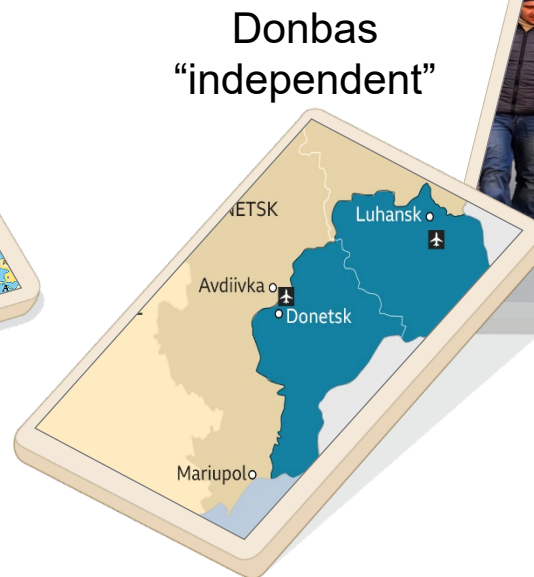 Donbas
“independent”
NETSK
Luhansk
Avdiivka
Donetsk
Mariupol